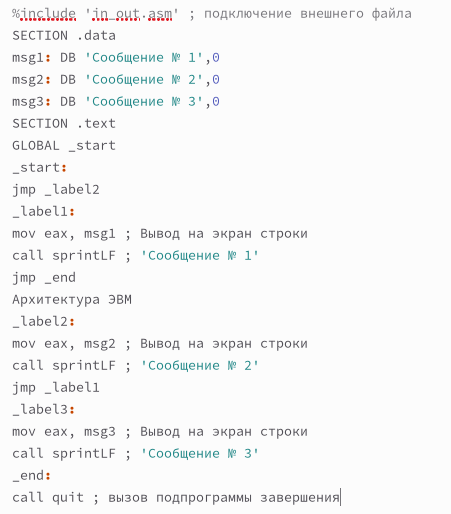 %include 'in_out.asm' ; подключение внешнего файла
SECTION .data
msg1: DB 'Сообщение № 1',0
msg2: DB 'Сообщение № 2',0
msg3: DB 'Сообщение № 3',0
SECTION .text
GLOBAL _start
_start:
jmp _label2
_label1:
mov eax, msg1 ; Вывод на экран строки
call sprintLF ; 'Сообщение № 1'
jmp _end
Архитектура ЭВМ
_label2:
mov eax, msg2 ; Вывод на экран строки
call sprintLF ; 'Сообщение № 2'
jmp _label1
_label3:
mov eax, msg3 ; Вывод на экран строки
call sprintLF ; 'Сообщение № 3'
_end:
call quit ; вызов подпрограммы завершения